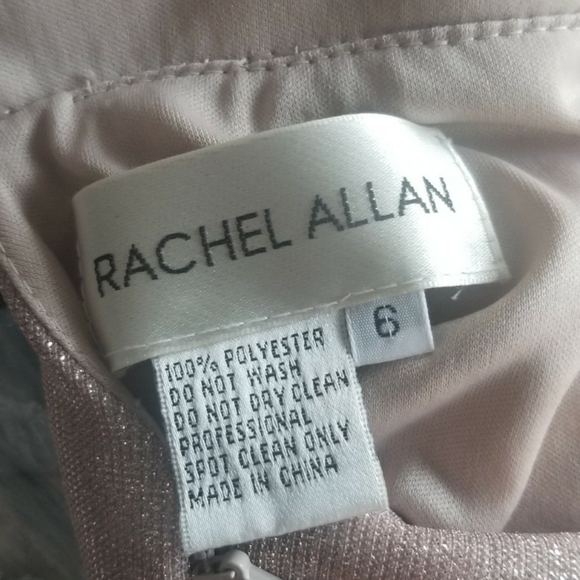 RACHEL ALLAN
6
100% POLYESTER
DO NOT WASH
DO NOT DRY CLEAN
PROFESSIONAL
SPOT CLEAN ONLY
MADE IN CHINA